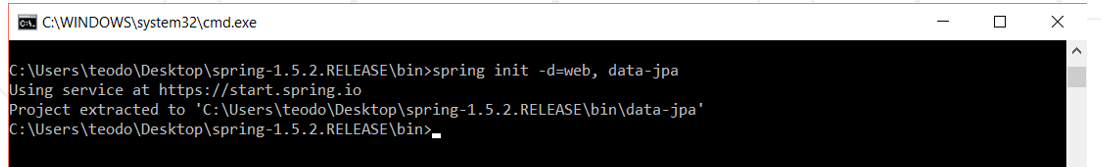 C:\WINDOWS\system32\cmd.exe
C:\Users\teodo\Desktop\spring-1.5.2.RELEASE\bin>spring init -d=web, data-jpa
Using service at https://start.spring.io
Project extracted to 'C:\Users\teodo\Desktop\spring-1.5.2.RELEASE\bin\data-jpa'
C:\Users\teodo\Desktop\spring-1.5.2.RELEASE\bin>